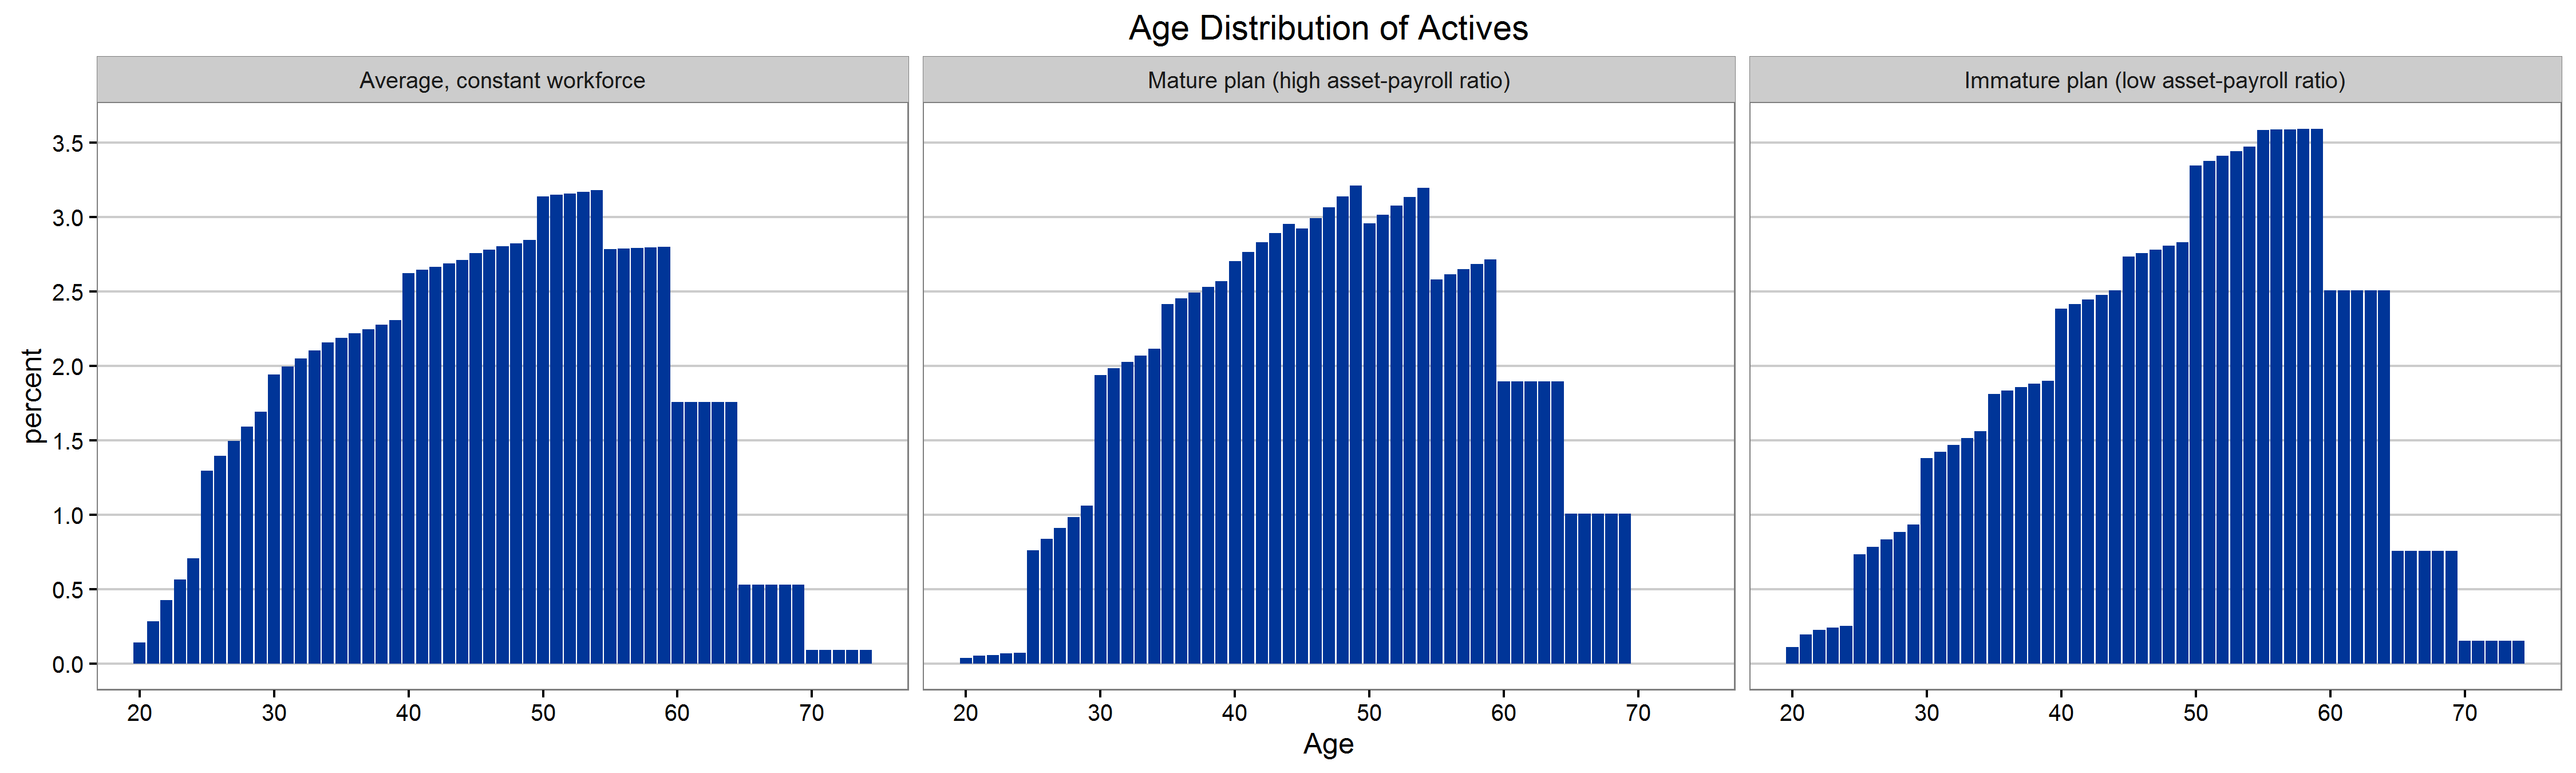 Age Distribution of Actives
Average, constant workforce
Mature plan (high asset-payroll ratio)
Immature plan (low asset-payroll ratio)
percent
3.5
3.0
2.5
2.0
1.5
1.0
0.5
0.0
20 30 40 50 60 70
20 30 40 50 60 70
20 30 40 50 60 70
Age